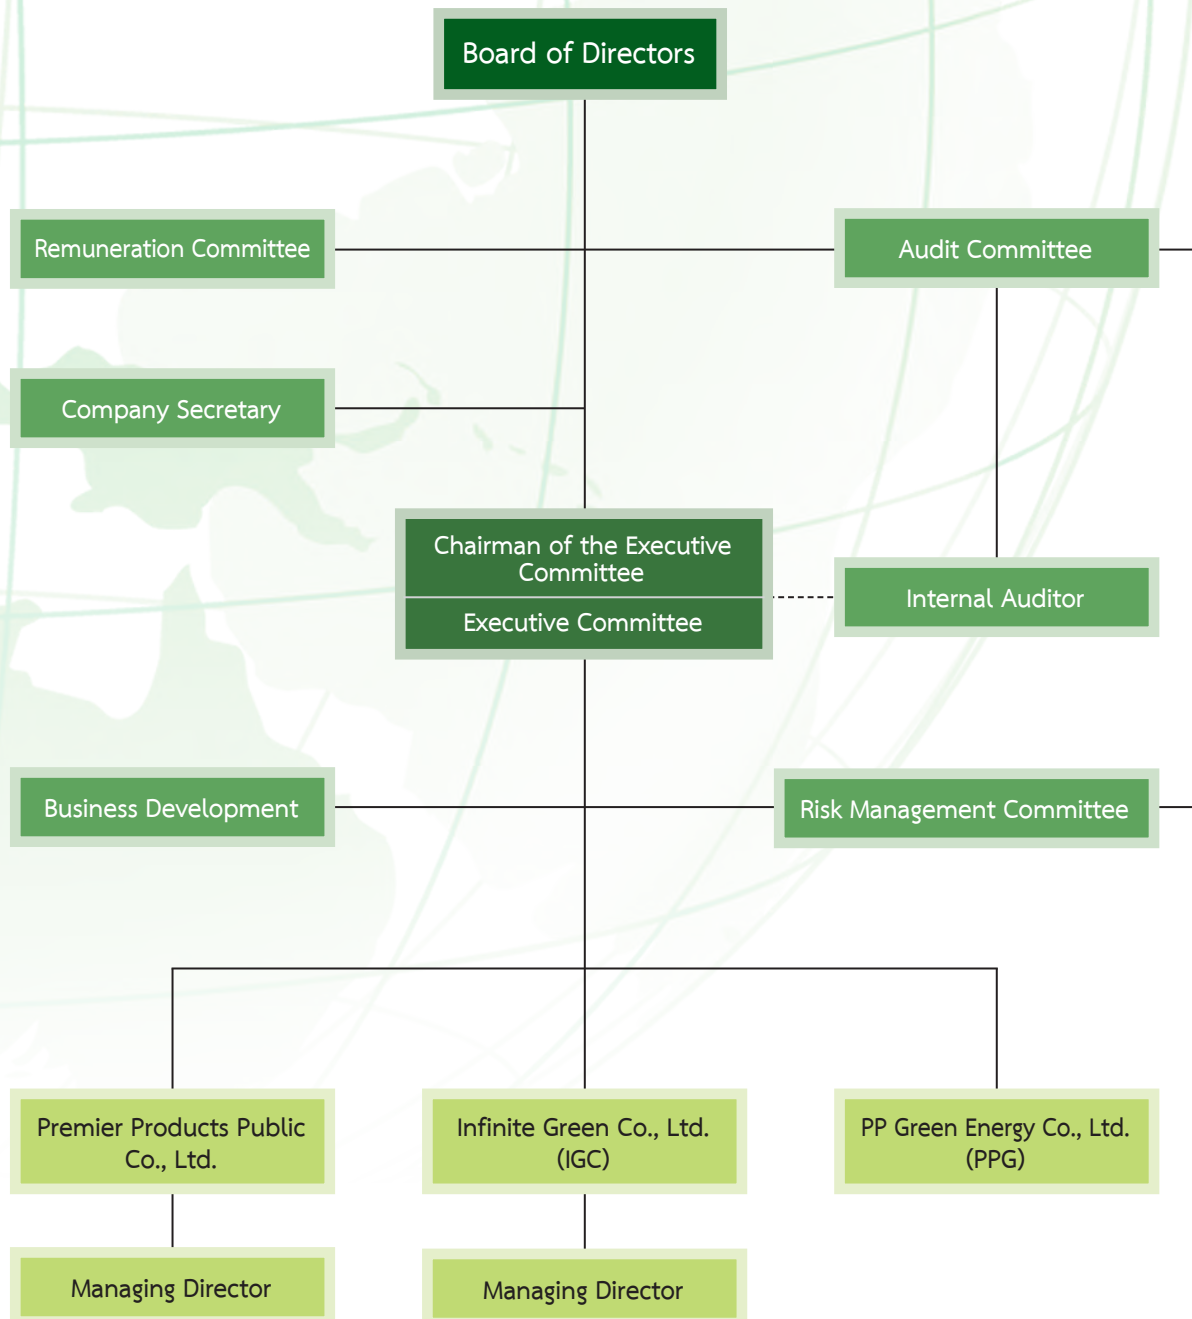 Board of Directors
Remuneration Committee
Audit Committee
Company Secretary
Chairman of the Executive
Committee
Executive Committee
Internal Auditor
Business Development
Risk Management Committee
Premier Products Public
Co., Ltd.
Infinite Green Co., Ltd.
(IGC)
PP Green Energy Co., Ltd.
(PPG)
Managing Director
Managing Director